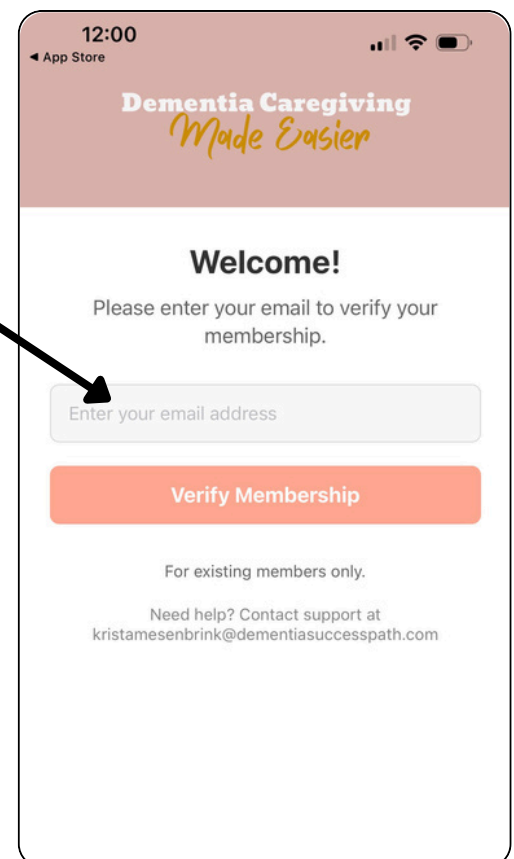 12:00
◄ App Store
Dementia Caregiving
Made Easier
Welcome!
Please enter your email to verify your
membership.
Enter your email address
Verify Membership
For existing members only.
Need help? Contact support at
kristamesenbrink@dementiasuccesspath.com